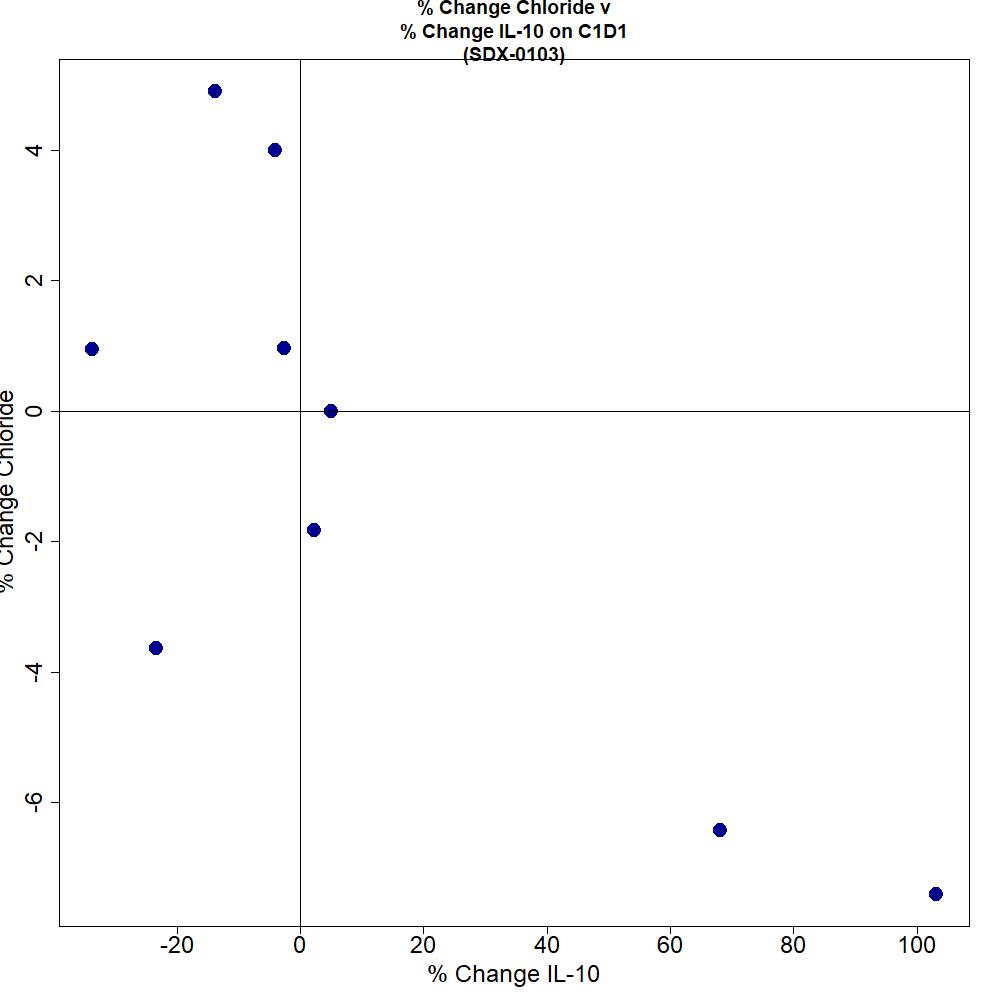 % Change Chloride v
% Change IL-10 on C1D1
(SDX-0103)
% Change Chloride
4
2
0
-2
-4
-6
-20 0 20 40 60 80 100
% Change IL-10